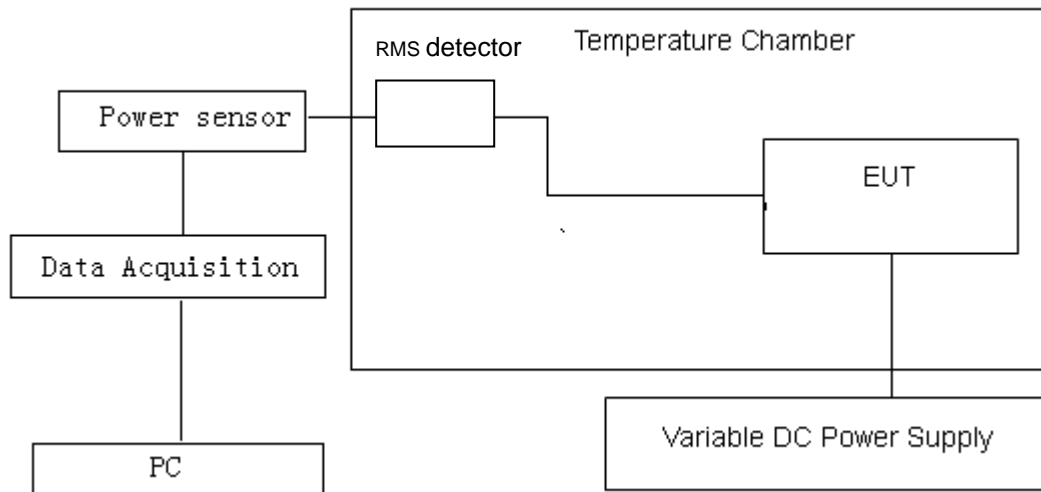 Temperature Chamber
RMS detector
Power sensor
EUT
Data Acquisition
Variable DC Power Supply
PC